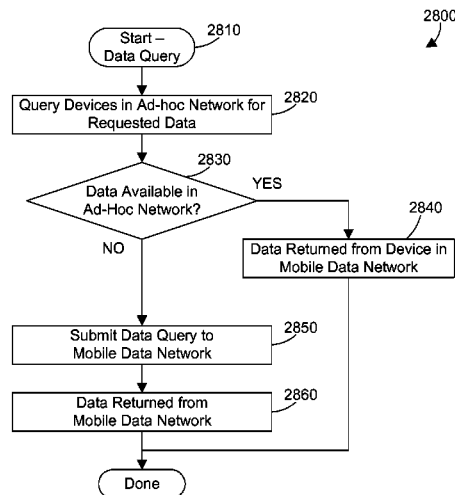 2800
2810
Start –
Data Query
2820
Query Devices in Ad-hoc Network for
Requested Data
2830
Data Available in
Ad-Hoc Network?
YES
NO
2840
Data Returned from Device in
Mobile Data Network
2850
Submit Data Query to
Mobile Data Network
2860
Data Returned from
Mobile Data Network
Done